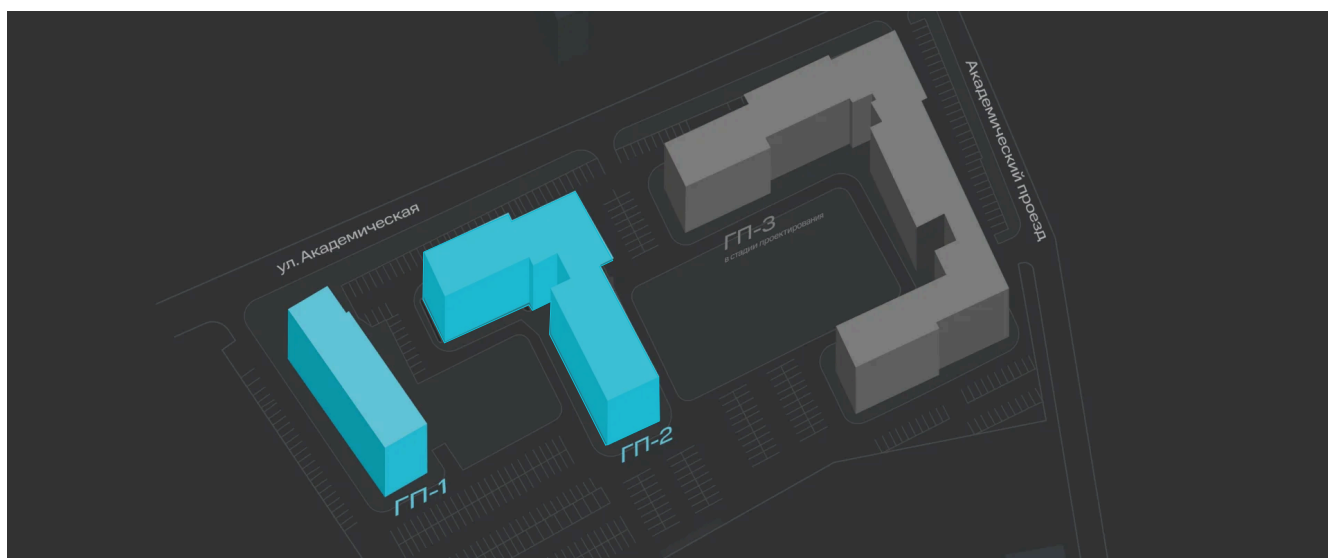 ул. Академическая
Академический проезд
ГП-3
в стадии проектирования
ГП-2
ГП-1